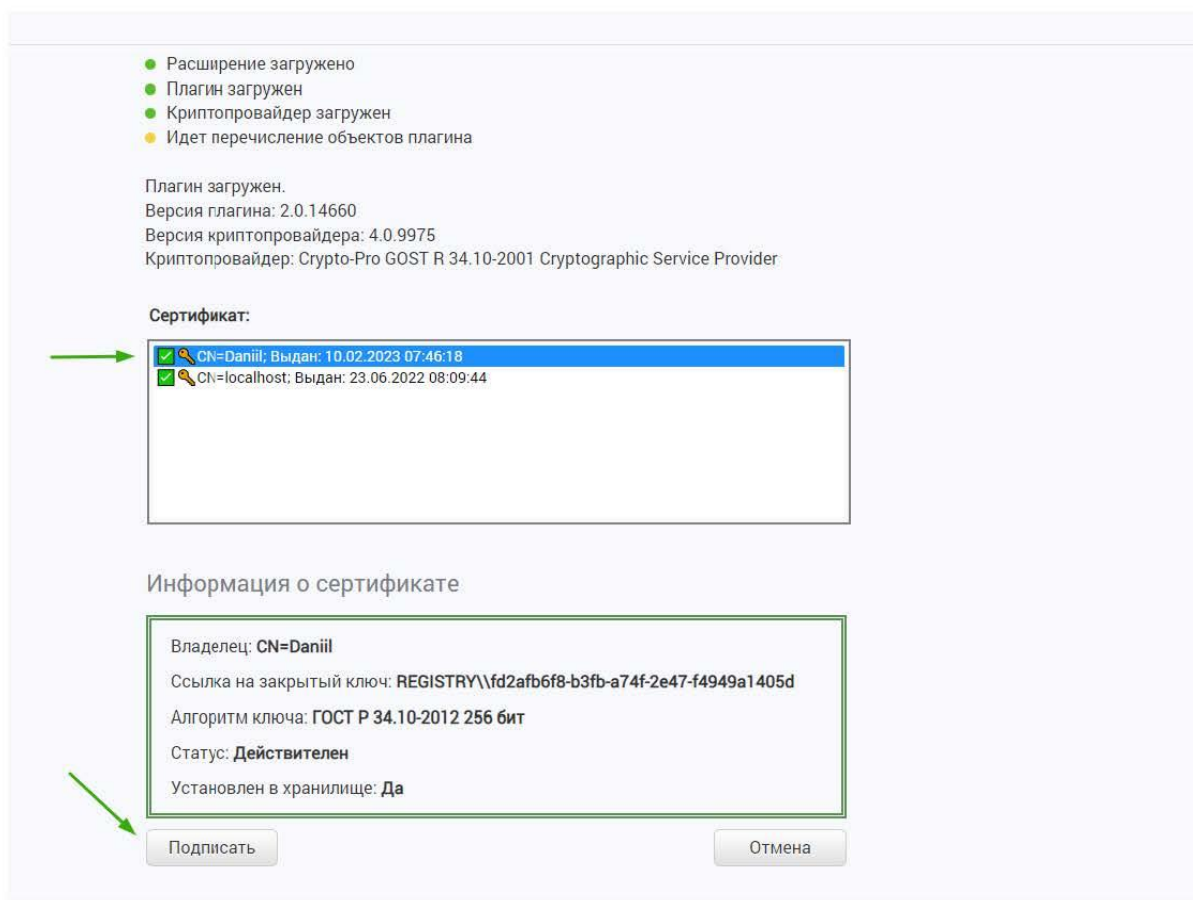 Расширение загружено
Плагин загружен
Криптопровайдер загружен
Идет перечисление объектов плагина
Плагин загружен.
Версия плагина: 2.0.14660
Версия криптопровайдера: 4.0.9975
Криптопровайдер: Crypto-Pro GOST R 34.10-2001 Cryptographic Service Provider
Сертификат:
CN=Daniil; Выдан: 10.02.2023 07:46:18
CN=localhost; Выдан: 23.06.2022 08:09:44
Информация о сертификате
Владелец: CN=Daniil
Ссылка на закрытый ключ: REGISTRY\\fd2afb6f8-b3fb-a74f-2e47-f4949a1405d
Алгоритм ключа: ГОСТ Р 34.10-2012 256 бит
Статус: Действителен
Установлен в хранилище: Да
Подписать Отмена